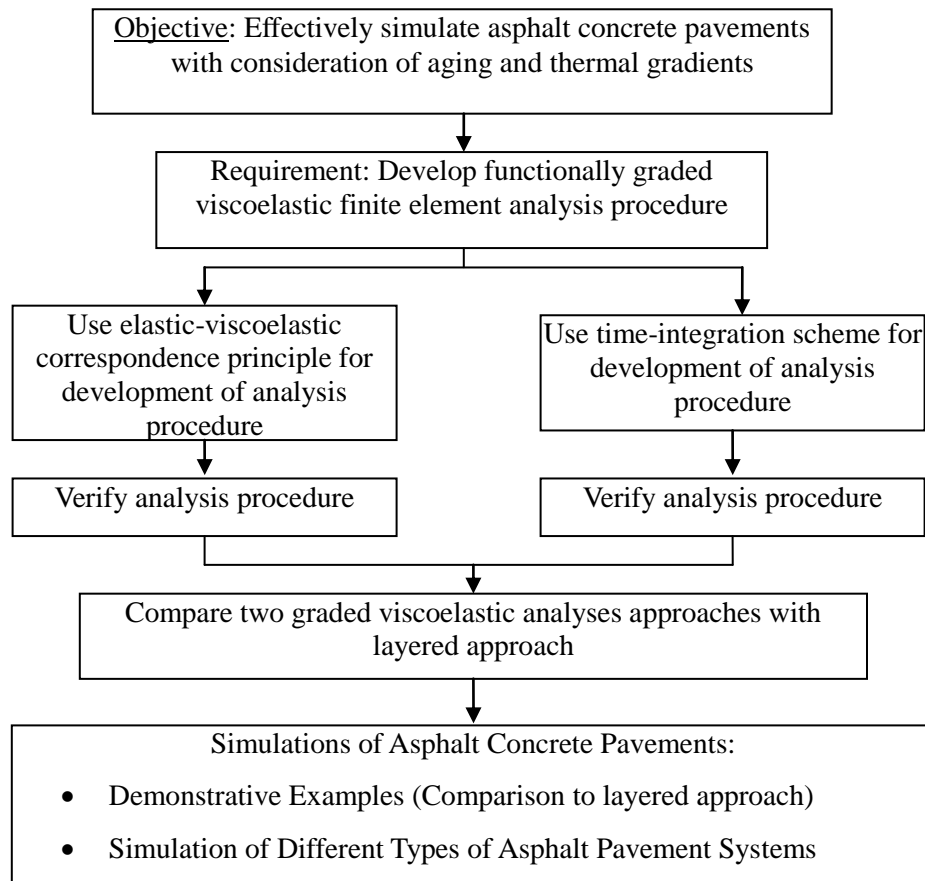 Objective: Effectively simulate asphalt concrete pavements
with consideration of aging and thermal gradients
Requirement: Develop functionally graded
viscoelastic finite element analysis procedure
Use elastic-viscoelastic
correspondence principle for
development of analysis
procedure
Use time-integration scheme for
development of analysis
procedure
Verify analysis procedure
Verify analysis procedure
Compare two graded viscoelastic analyses approaches with
layered approach
Simulations of Asphalt Concrete Pavements:
• Demonstrative Examples (Comparison to layered approach)
• Simulation of Different Types of Asphalt Pavement Systems